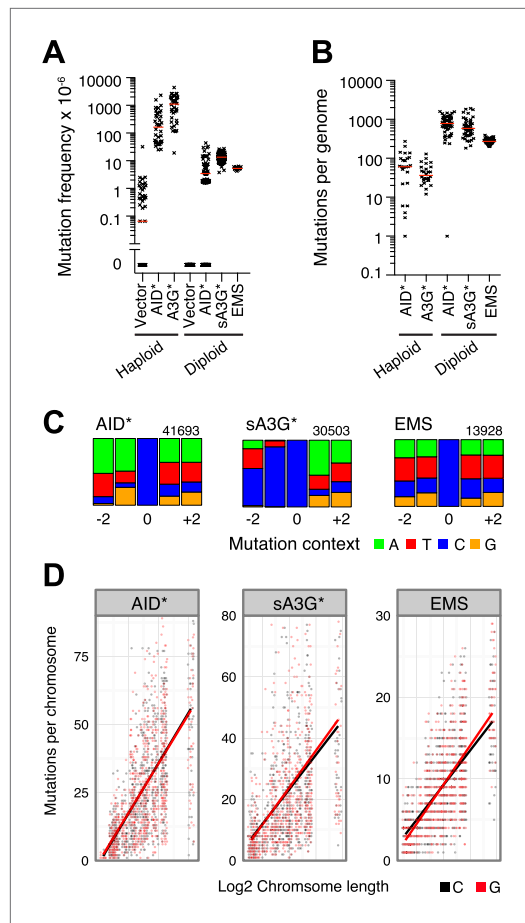 A
Mutation frequency x 10-6
10000
1000
100
10
1
0.1
0
Vector
AID*
A3G*
Vector
AID*
sA3G*
EMS
Haploid
Diploid
B
Mutations per genome
10000
1000
100
10
1
0.1
AID*
A3G*
AID*
sA3G*
EMS
Haploid
Diploid
C
AID*
41693
sA3G*
30503
EMS
13928
-2 0 +2
-2 0 +2
-2 0 +2
Mutation context A T C G
D
Mutations per chromosome
AID*
75
50
25
0
sA3G*
80
60
40
20
0
EMS
30
20
10
0
Log2 Chromsome length C G